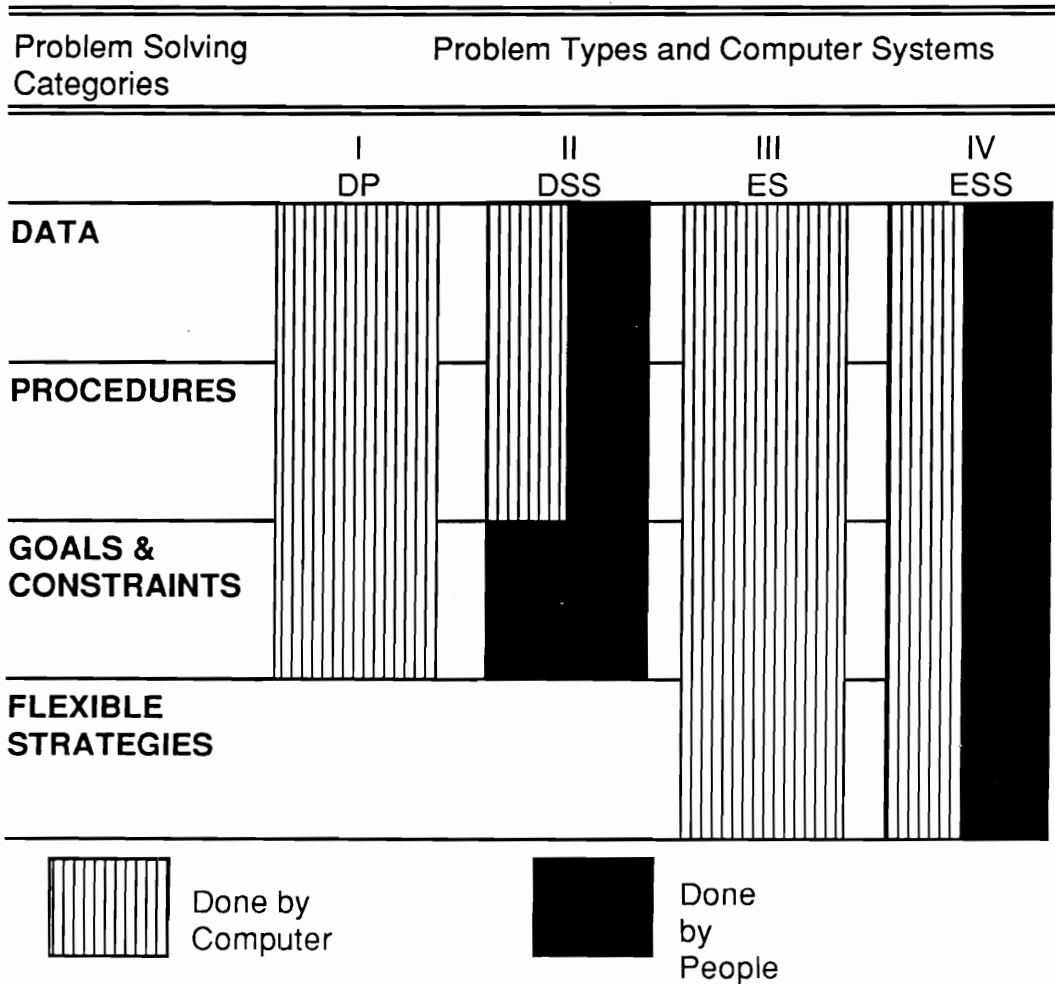 Problem Solving
Categories
Problem Types and Computer Systems
I
DP
II
DSS
III
ES
IV
ESS
DATA
PROCEDURES
GOALS &
CONSTRAINTS
FLEXIBLE
STRATEGIES
Done by
Computer
Done
by
People